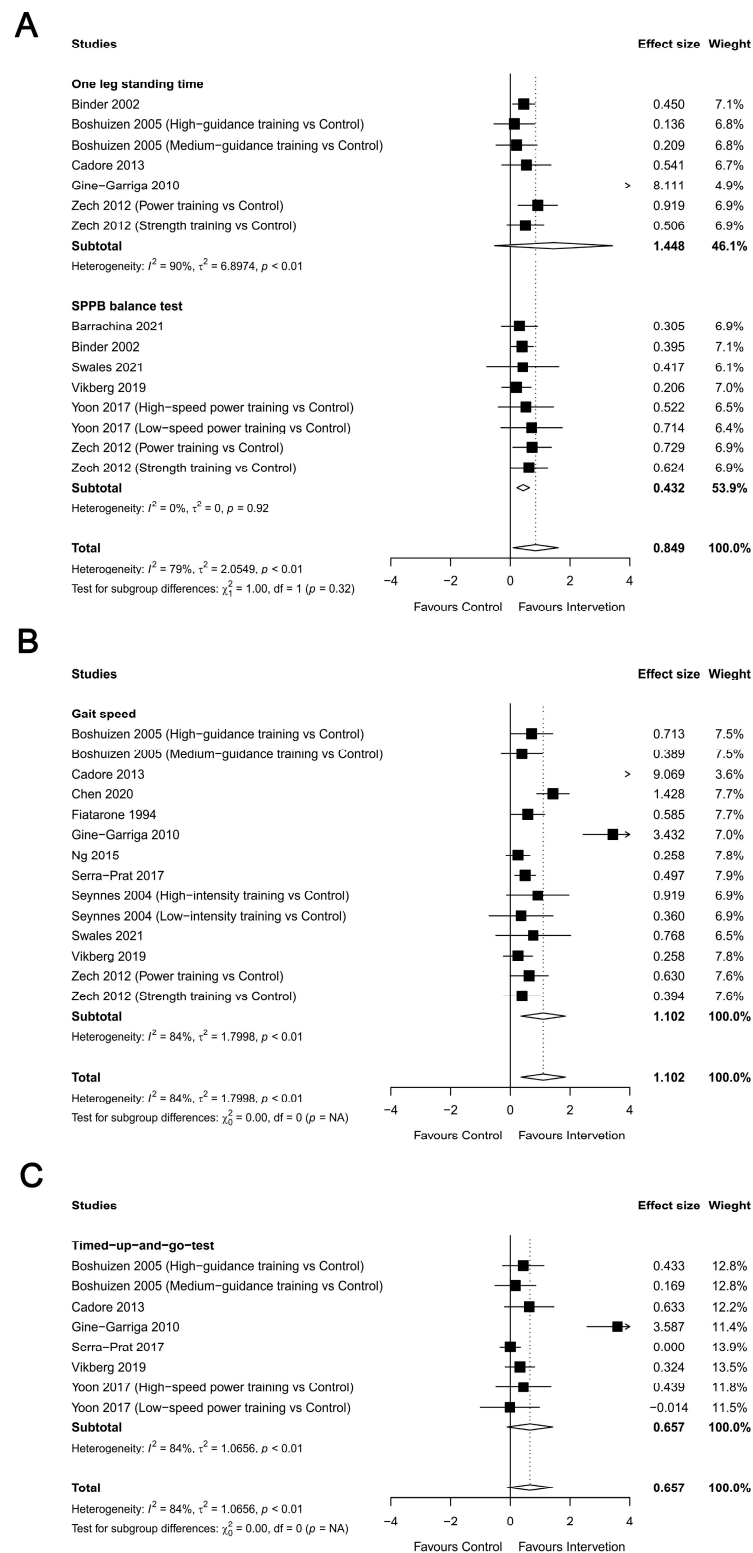 A
Studies Effect size Wieght
One leg standing time
Binder 2002 0.450 7.1%
Boshuizen 2005 (High−guidance training vs Control) 0.136 6.8%
Boshuizen 2005 (Medium−guidance training vs Control) 0.209 6.8%
Cadore 2013 0.541 6.7%
Gine−Garriga 2010 > 8.111 4.9%
Zech 2012 (Power training vs Control) 0.919 6.9%
Zech 2012 (Strength training vs Control) 0.506 6.9%
Subtotal 1.448 46.1%
Heterogeneity: I² = 90%, τ² = 6.8974, p < 0.01
SPPB balance test
Barrachina 2021 0.305 6.9%
Binder 2002 0.395 7.1%
Swales 2021 0.417 6.1%
Vikberg 2019 0.206 7.0%
Yoon 2017 (High−speed power training vs Control) 0.522 6.5%
Yoon 2017 (Low−speed power training vs Control) 0.714 6.4%
Zech 2012 (Power training vs Control) 0.729 6.9%
Zech 2012 (Strength training vs Control) 0.624 6.9%
Subtotal 0.432 53.9%
Heterogeneity: I² = 0%, τ² = 0, p = 0.92
Total 0.849 100.0%
Heterogeneity: I² = 79%, τ² = 2.0549, p < 0.01
−4 −2 0 2 4
Test for subgroup differences: χ²₁ = 1.00, df = 1 (p = 0.32)
Favours Control Favours Intervetion
B
Studies Effect size Wieght
Gait speed
Boshuizen 2005 (High−guidance training vs Control) 0.713 7.5%
Boshuizen 2005 (Medium−guidance training vs Control) 0.389 7.5%
Cadore 2013 > 9.069 3.6%
Chen 2020 1.428 7.7%
Fiatarone 1994 0.585 7.7%
Gine−Garriga 2010 3.432 7.0%
Ng 2015 0.258 7.8%
Serra−Prat 2017 0.497 7.9%
Seynnes 2004 (High−intensity training vs Control) 0.919 6.9%
Seynnes 2004 (Low−intensity training vs Control) 0.360 6.9%
Swales 2021 0.768 6.5%
Vikberg 2019 0.258 7.8%
Zech 2012 (Power training vs Control) 0.630 7.6%
Zech 2012 (Strength training vs Control) 0.394 7.6%
Subtotal 1.102 100.0%
Heterogeneity: I² = 84%, τ² = 1.7998, p < 0.01
Total 1.102 100.0%
Heterogeneity: I² = 84%, τ² = 1.7998, p < 0.01
−4 −2 0 2 4
Test for subgroup differences: χ²₀ = 0.00, df = 0 (p = NA)
Favours Control Favours Intervetion
C
Studies Effect size Wieght
Timed−up−and−go−test
Boshuizen 2005 (High−guidance training vs Control) 0.433 12.8%
Boshuizen 2005 (Medium−guidance training vs Control) 0.169 12.8%
Cadore 2013 0.633 12.2%
Gine−Garriga 2010 3.587 11.4%
Serra−Prat 2017 0.000 13.9%
Vikberg 2019 0.324 13.5%
Yoon 2017 (High−speed power training vs Control) 0.439 11.8%
Yoon 2017 (Low−speed power training vs Control) −0.014 11.5%
Subtotal 0.657 100.0%
Heterogeneity: I² = 84%, τ² = 1.0656, p < 0.01
Total 0.657 100.0%
Heterogeneity: I² = 84%, τ² = 1.0656, p < 0.01
−4 −2 0 2 4
Test for subgroup differences: χ²₀ = 0.00, df = 0 (p = NA)
Favours Control Favours Intervetion